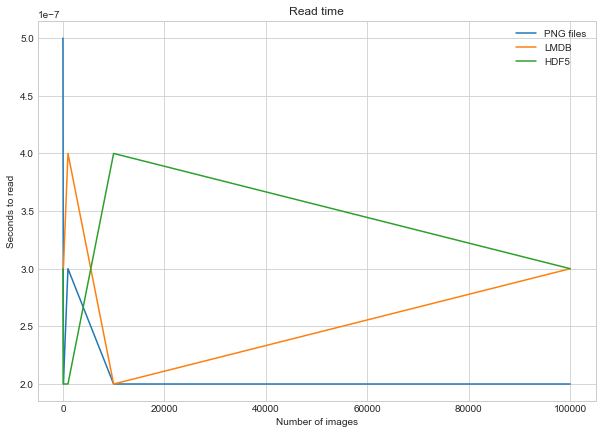 Read time
1e−7
PNG files
LMDB
HDF5
5.0
4.5
4.0
3.5
3.0
2.5
2.0
Seconds to read
0 20000 40000 60000 80000 100000
Number of images